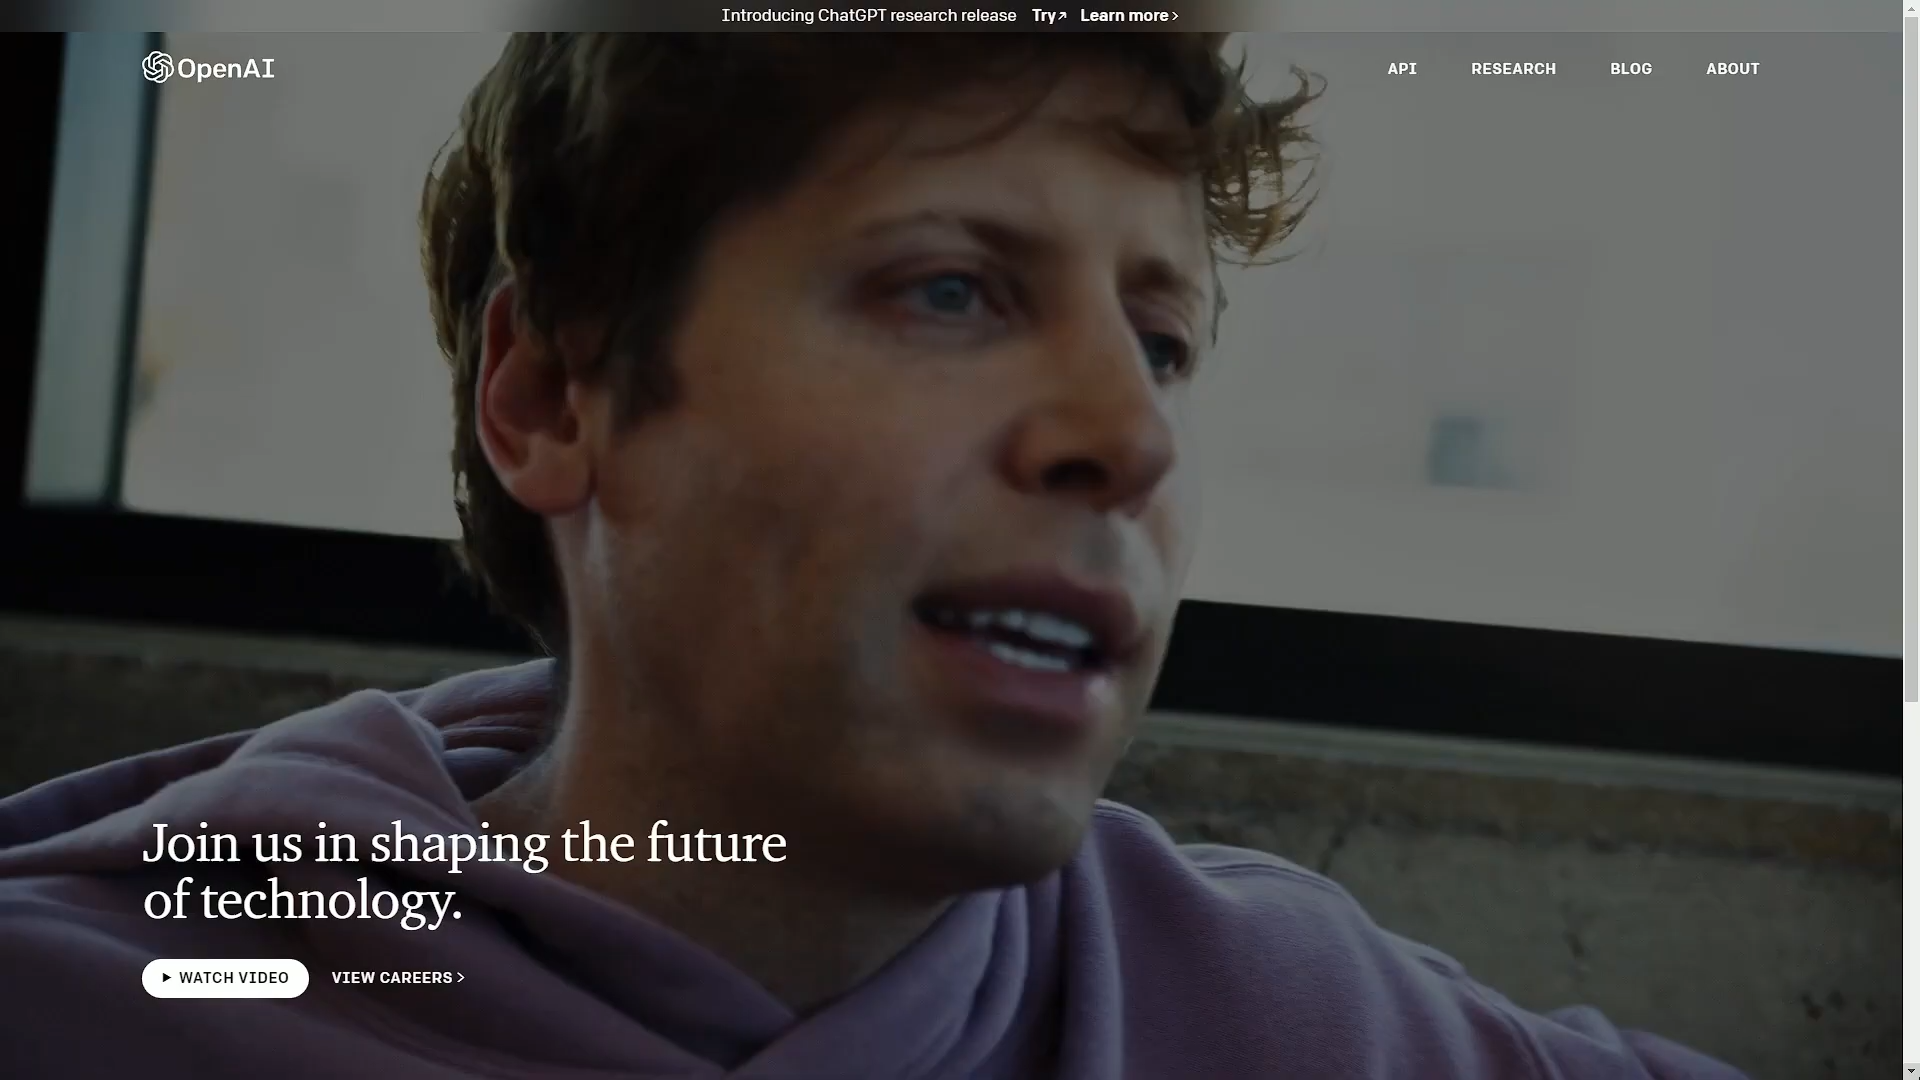 Introducing ChatGPT research release Try↗ Learn more >
OpenAI
API RESEARCH BLOG ABOUT
Join us in shaping the future
of technology.
▶ WATCH VIDEO VIEW CAREERS >